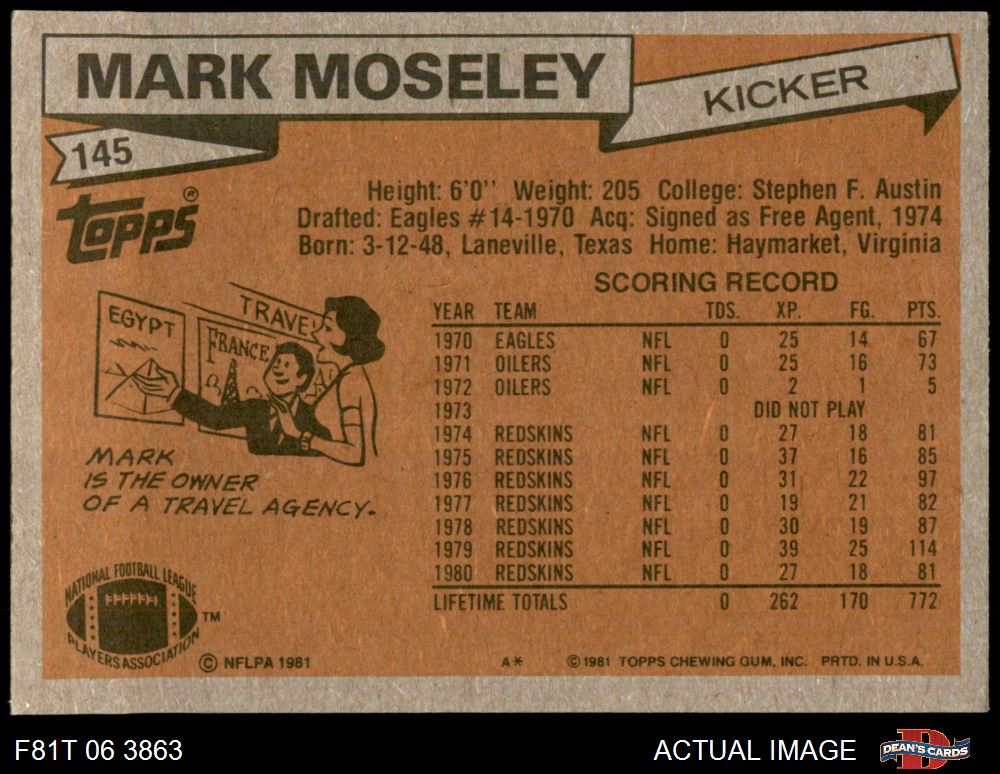 MARK MOSELEY
KICKER
145
topps®
Height: 6'0'' Weight: 205 College: Stephen F. Austin
Drafted: Eagles #14-1970 Acq: Signed as Free Agent, 1974
Born: 3-12-48, Laneville, Texas Home: Haymarket, Virginia
SCORING RECORD
YEAR TEAM TDS. XP. FG. PTS.
1970 EAGLES NFL 0 25 14 67
1971 OILERS NFL 0 25 16 73
1972 OILERS NFL 0 2 1 5
1973 DID NOT PLAY
1974 REDSKINS NFL 0 27 18 81
1975 REDSKINS NFL 0 37 16 85
1976 REDSKINS NFL 0 31 22 97
1977 REDSKINS NFL 0 19 21 82
1978 REDSKINS NFL 0 30 19 87
1979 REDSKINS NFL 0 39 25 114
1980 REDSKINS NFL 0 27 18 81
LIFETIME TOTALS 0 262 170 772
TRAVEL
EGYPT
FRANCE
MARK
IS THE OWNER
OF A TRAVEL AGENCY.
NATIONAL FOOTBALL LEAGUE
PLAYERS ASSOCIATION
TM
© NFLPA 1981
A* © 1981 TOPPS CHEWING GUM, INC. PRTD. IN U.S.A.
F81T 06 3863
ACTUAL IMAGE
D
DEAN'S CARDS